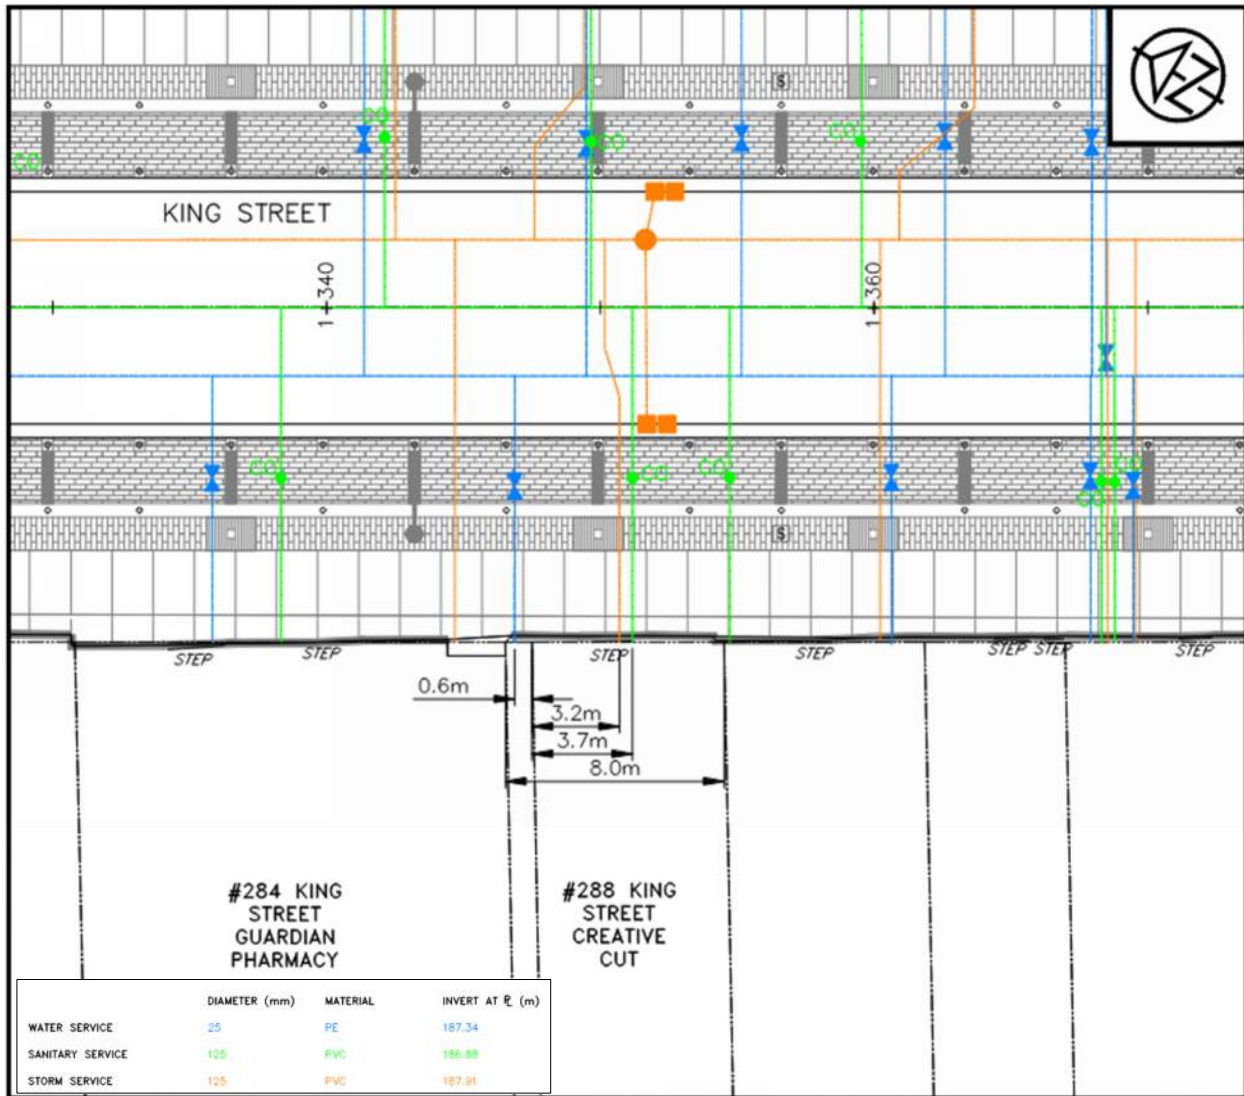 $
CO
CO
CO
CO
KING STREET
1+340
1+360
CO
CO
CO
CO
CO
$
STEP
STEP
STEP
STEP
STEP
STEP
STEP
0.6m
3.2m
3.7m
8.0m
#284 KING
STREET
GUARDIAN
PHARMACY
#288 KING
STREET
CREATIVE
CUT
DIAMETER (mm) MATERIAL INVERT AT ⅊ (m)
WATER SERVICE 25 PE 187.34
SANITARY SERVICE 125 PVC 186.88
STORM SERVICE 125 PVC 187.91